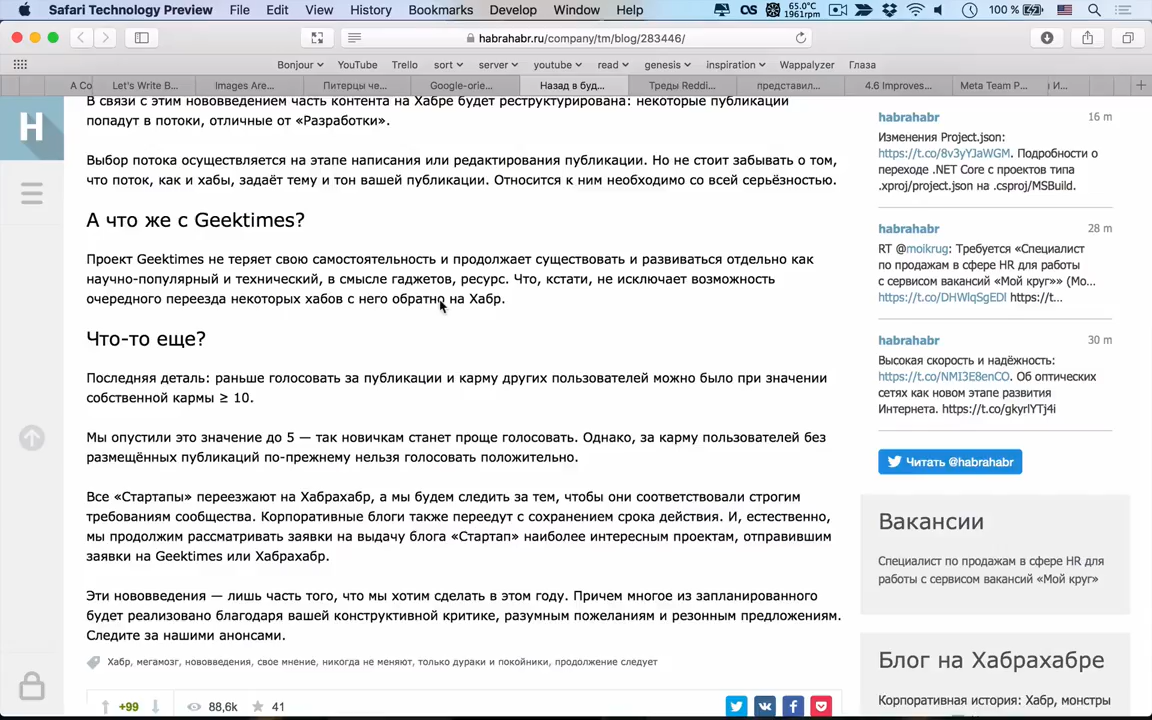 Safari Technology Preview File Edit View History Bookmarks Develop Window Help 65.0°C 1961rpm 100 %
habrahabr.ru/company/tm/blog/283446/
Bonjour YouTube Trello sort server youtube read genesis inspiration Wappalyzer Глаза
A Co Let's Write B... Images Are... Питерцы че... Google-orie... Назад в буд... Треды Reddi... представил... 4.6 Improves... Meta Team P... И...
В связи с этим нововведением часть контента на Хабре будет реструктурирована: некоторые публикации
попадут в потоки, отличные от «Разработки».
Выбор потока осуществляется на этапе написания или редактирования публикации. Но не стоит забывать о том,
что поток, как и хабы, задаёт тему и тон вашей публикации. Относится к ним необходимо со всей серьёзностью.
А что же с Geektimes?
Проект Geektimes не теряет свою самостоятельность и продолжает существовать и развиваться отдельно как
научно-популярный и технический, в смысле гаджетов, ресурс. Что, кстати, не исключает возможность
очередного переезда некоторых хабов с него обратно на Хабр.
Что-то еще?
Последняя деталь: раньше голосовать за публикации и карму других пользователей можно было при значении
собственной кармы ≥ 10.
Мы опустили это значение до 5 — так новичкам станет проще голосовать. Однако, за карму пользователей без
размещённых публикаций по-прежнему нельзя голосовать положительно.
Все «Стартапы» переезжают на Хабрахабр, а мы будем следить за тем, чтобы они соответствовали строгим
требованиям сообщества. Корпоративные блоги также переедут с сохранением срока действия. И, естественно,
мы продолжим рассматривать заявки на выдачу блога «Стартап» наиболее интересным проектам, отправившим
заявки на Geektimes или Хабрахабр.
Эти нововведения — лишь часть того, что мы хотим сделать в этом году. Причем многое из запланированного
будет реализовано благодаря вашей конструктивной критике, разумным пожеланиям и резонным предложениям.
Следите за нашими анонсами.
Хабр, мегамозг, нововведения, свое мнение, никогда не меняют, только дураки и покойники, продолжение следует
+99 88,6k 41
H
habrahabr 16 m
Изменения Project.json:
https://t.co/8v3yYJaWGM. Подробности о
переходе .NET Core с проектов типа
.xproj/project.json на .csproj/MSBuild.
habrahabr 28 m
RT @moikrug: Требуется «Специалист
по продажам в сфере HR для работы
с сервисом вакансий «Мой круг»» (Мо...
https://t.co/DHWlqSgEDl https://t...
habrahabr 30 m
Высокая скорость и надёжность:
https://t.co/NMI3E8enCO. Об оптических
сетях как новом этапе развития
Интернета. https://t.co/gkyrlYTj4i
Читать @habrahabr
Вакансии
Специалист по продажам в сфере HR для
работы с сервисом вакансий «Мой круг»
Блог на Хабрахабре
Корпоративная история: Хабр, монстры